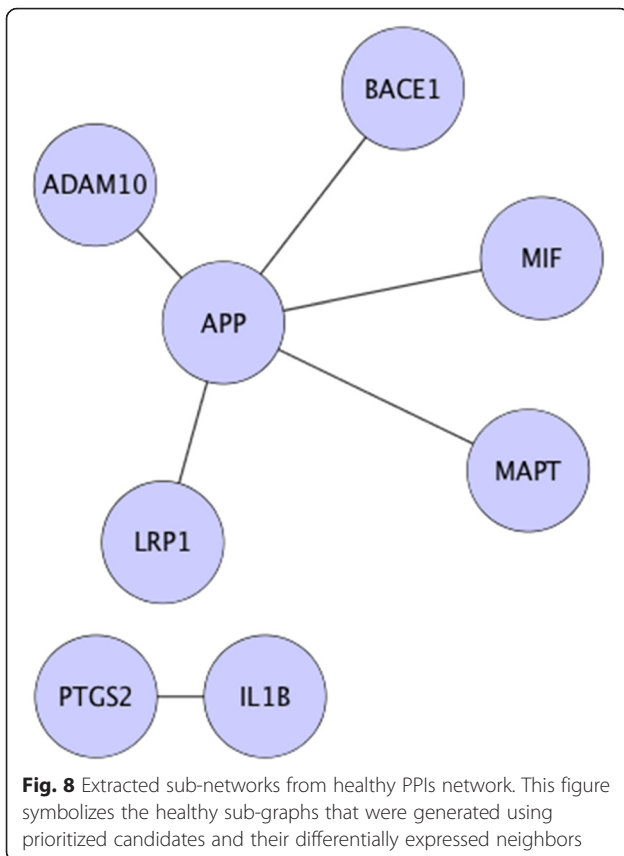 BACE1
ADAM10
MIF
APP
MAPT
LRP1
PTGS2
IL1B
Fig. 8 Extracted sub-networks from healthy PPIs network. This figure
symbolizes the healthy sub-graphs that were generated using
prioritized candidates and their differentially expressed neighbors